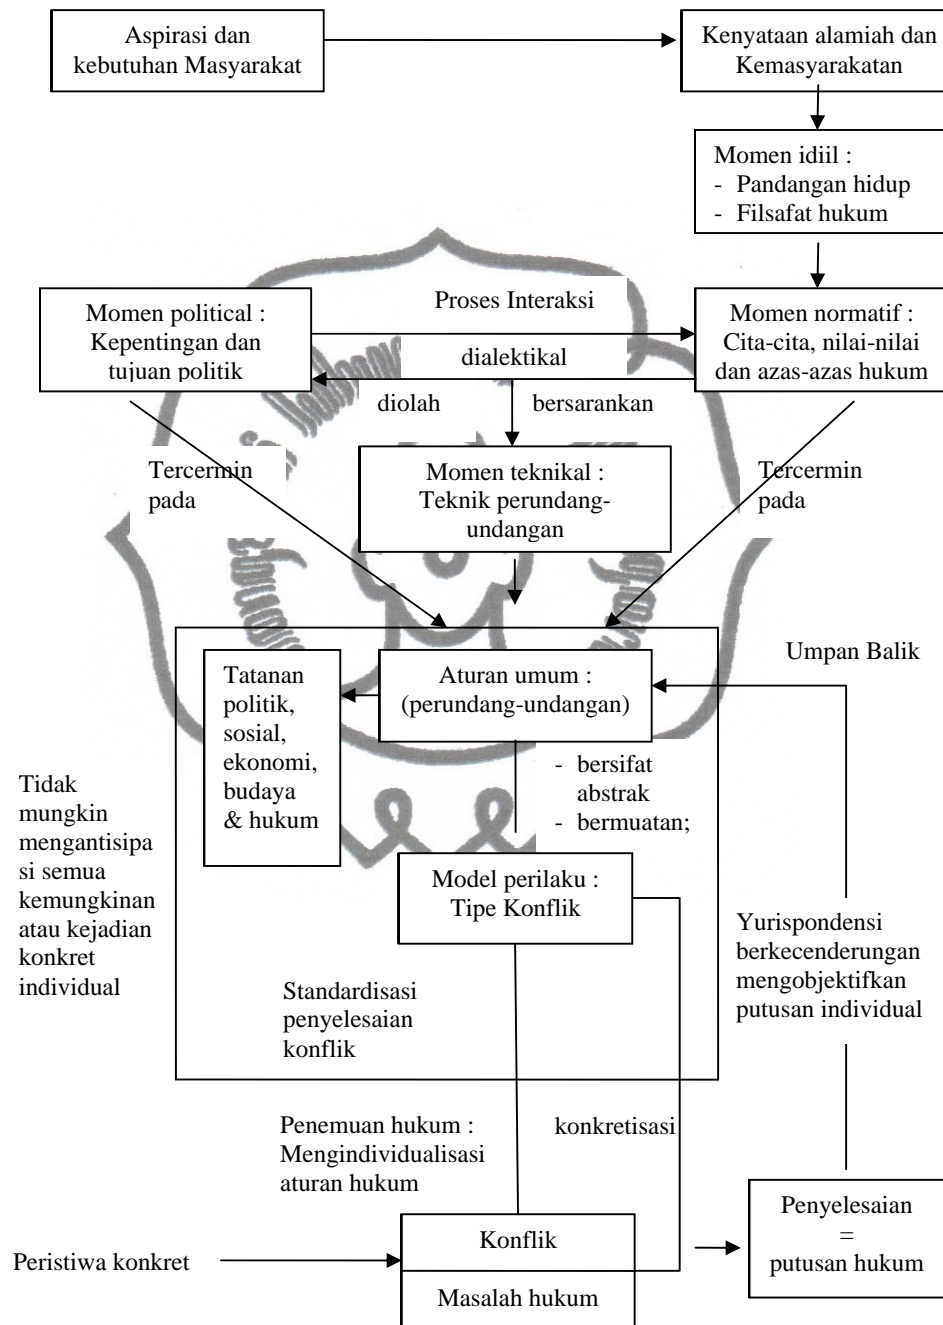 Aspirasi dan
kebutuhan Masyarakat
Kenyataan alamiah dan
Kemasyarakatan
Momen idiil :
- Pandangan hidup
- Filsafat hukum
Proses Interaksi
Momen political :
Kepentingan dan
tujuan politik
Momen normatif :
Cita-cita, nilai-nilai
dan azas-azas hukum
dialektikal
diolah
bersarankan
Tercermin
pada
Momen teknikal :
Teknik perundang-
undangan
Tercermin
pada
Umpan Balik
Tatanan
politik,
sosial,
ekonomi,
budaya
& hukum
Aturan umum :
(perundang-undangan)
- bersifat
abstrak
- bermuatan;
Tidak
mungkin
mengantisipa
si semua
kemungkinan
atau kejadian
konkret
individual
Model perilaku :
Tipe Konflik
Yurispondensi
berkecenderungan
mengobjektifkan
putusan individual
Standardisasi
penyelesaian
konflik
Penemuan hukum :
Mengindividualisasi
aturan hukum
konkretisasi
Peristiwa konkret
Konflik
Masalah hukum
Penyelesaian
=
putusan hukum